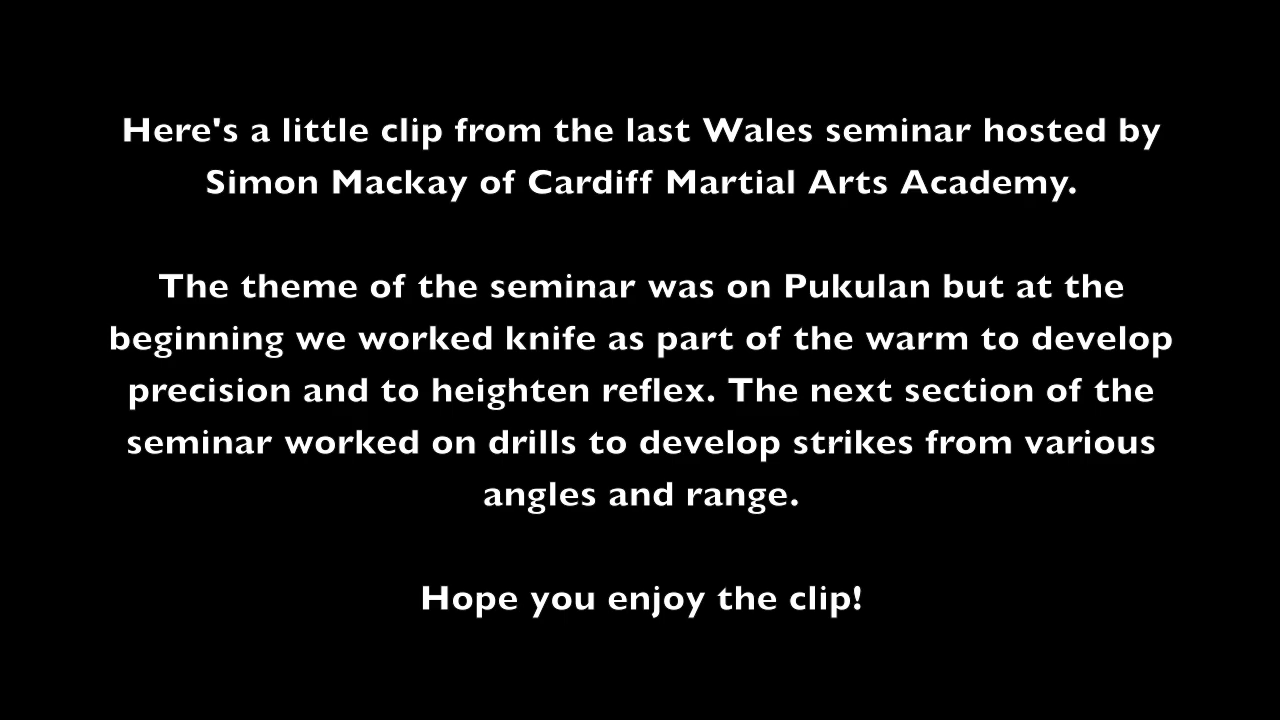 Here's a little clip from the last Wales seminar hosted by
Simon Mackay of Cardiff Martial Arts Academy.
The theme of the seminar was on Pukulan but at the
beginning we worked knife as part of the warm to develop
precision and to heighten reflex. The next section of the
seminar worked on drills to develop strikes from various
angles and range.
Hope you enjoy the clip!